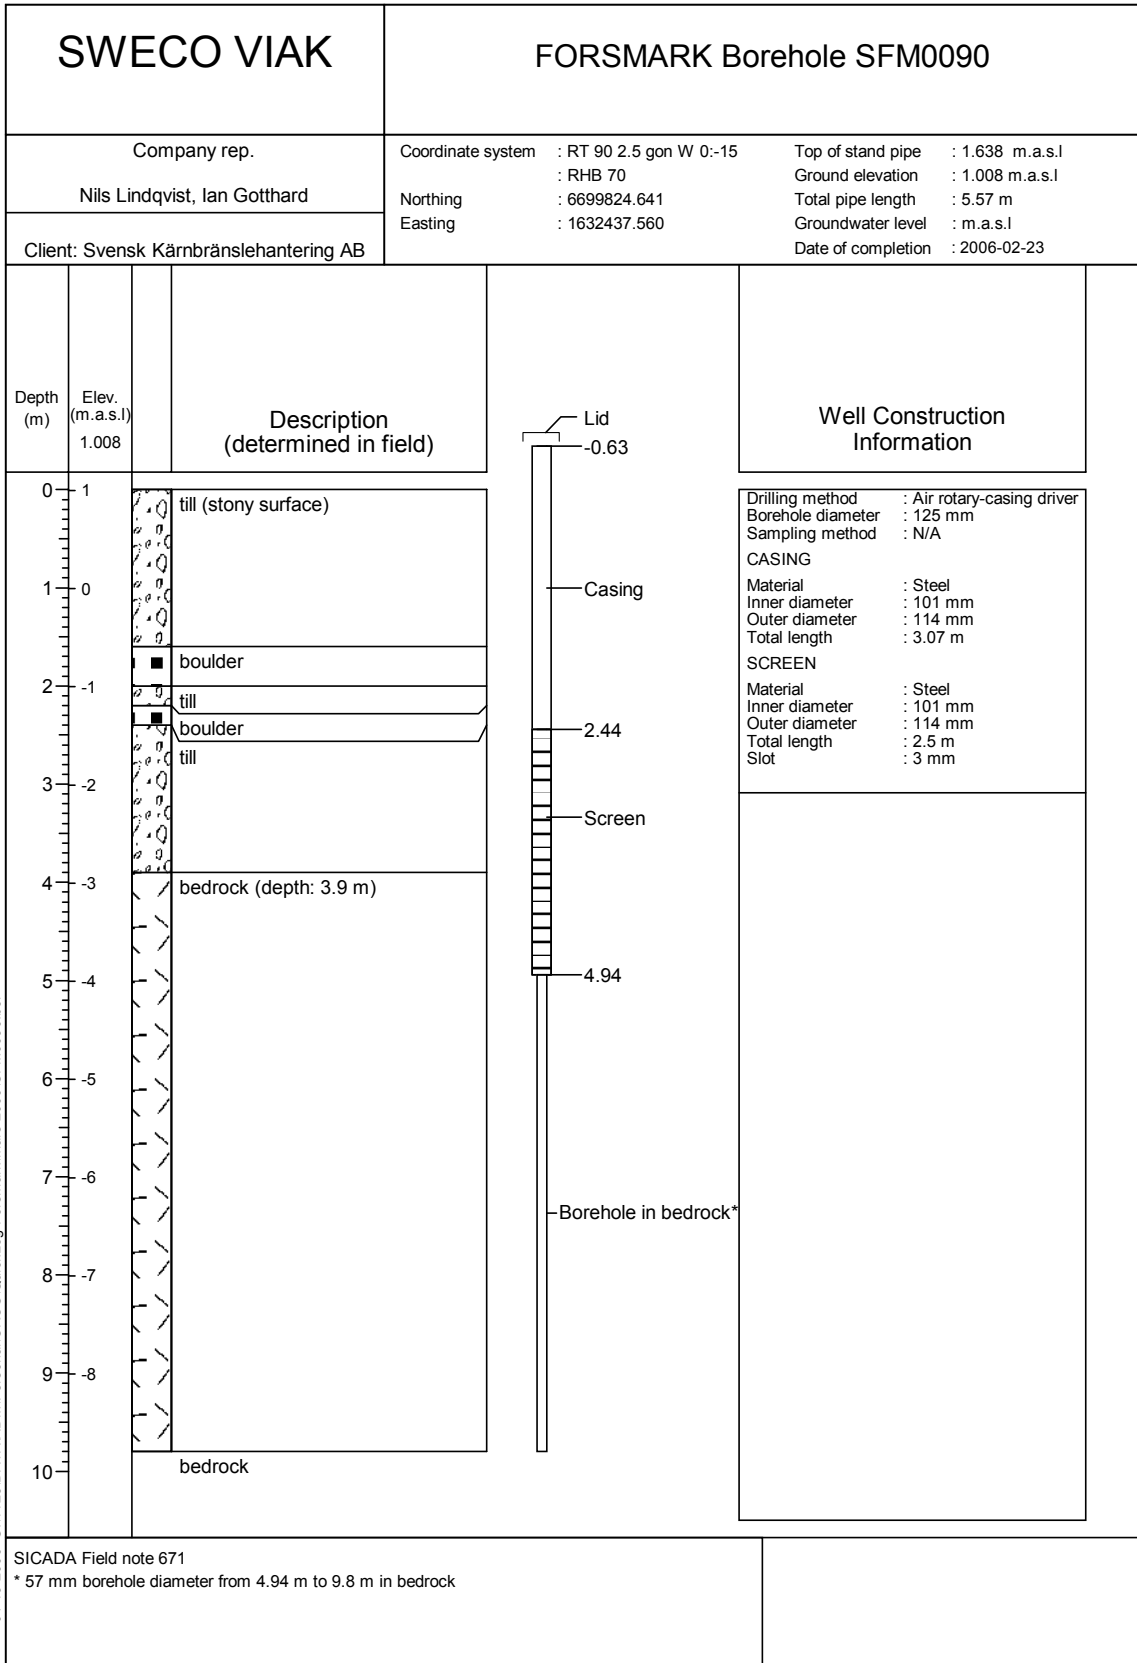 SWECO VIAK
FORSMARK Borehole SFM0090
Company rep.
Nils Lindqvist, Ian Gotthard
Client: Svensk Kärnbränslehantering AB
Coordinate system : RT 90 2.5 gon W 0:-15
: RHB 70
Northing : 6699824.641
Easting : 1632437.560
Top of stand pipe : 1.638 m.a.s.l
Ground elevation : 1.008 m.a.s.l
Total pipe length : 5.57 m
Groundwater level : m.a.s.l
Date of completion : 2006-02-23
Depth
(m)
Elev.
(m.a.s.l)
1.008
Description
(determined in field)
Lid
-0.63
Well Construction
Information
0 1
till (stony surface)
1 0
Casing
boulder
2 -1
till
boulder
2.44
till
3 -2
Screen
4 -3
bedrock (depth: 3.9 m)
4.94
5 -4
6 -5
7 -6
Borehole in bedrock*
8 -7
9 -8
bedrock
10
Drilling method : Air rotary-casing driver
Borehole diameter : 125 mm
Sampling method : N/A
CASING
Material : Steel
Inner diameter : 101 mm
Outer diameter : 114 mm
Total length : 3.07 m
SCREEN
Material : Steel
Inner diameter : 101 mm
Outer diameter : 114 mm
Total length : 2.5 m
Slot : 3 mm
SICADA Field note 671
* 57 mm borehole diameter from 4.94 m to 9.8 m in bedrock